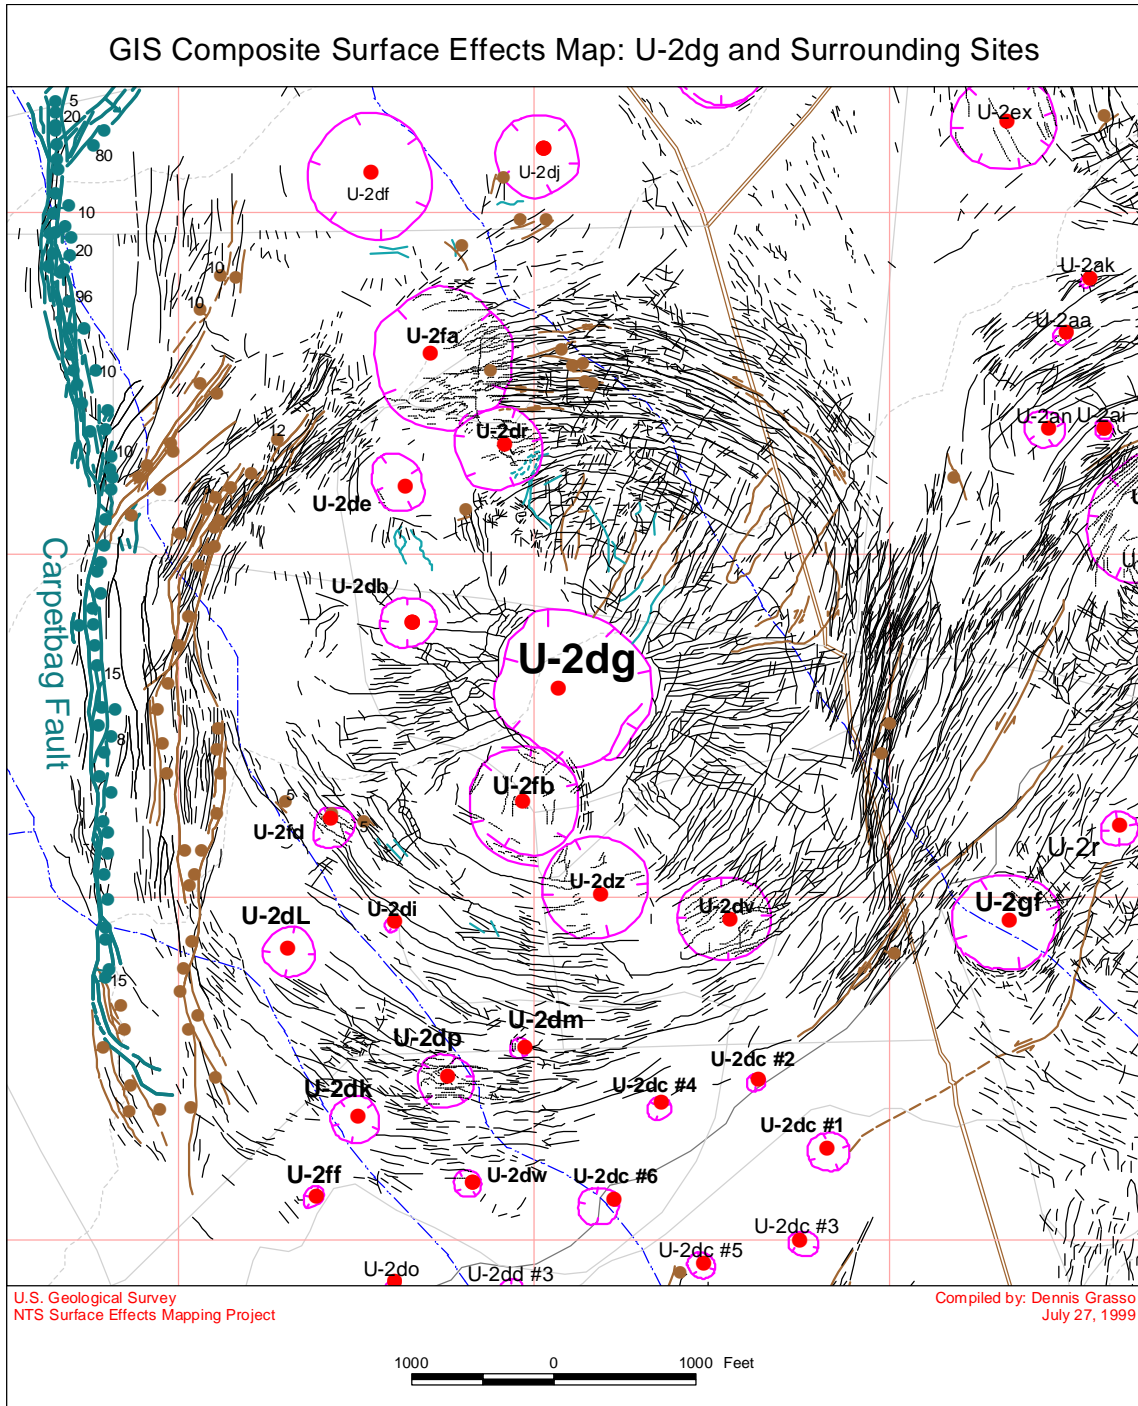 GIS Composite Surface Effects Map: U-2dg and Surrounding Sites
5
20
80
U-2ex
U-2dj
U-2df
10
20
10
U-2ak
96
10
U-2aa
U-2fa
10
U-2an
U-2ai
12
U-2dr
10
U-2de
Carpetbag Fault
U-2db
U-2dg
15
8
U-2fb
5
5
U-2fd
U-2r
U-2dz
U-2dv
U-2gf
U-2di
U-2dL
15
U-2dm
U-2dp
U-2dc #2
U-2dk
U-2dc #4
U-2dc #1
U-2ff
U-2dw
U-2dc #6
U-2dc #3
U-2dc #5
U-2do
U-2dd #3
U.S. Geological Survey
NTS Surface Effects Mapping Project
Compiled by: Dennis Grasso
July 27, 1999
1000 0 1000 Feet